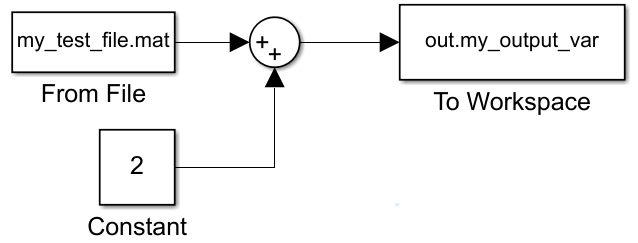 my_test_file.mat
From File
+
+
out.my_output_var
To Workspace
2
Constant